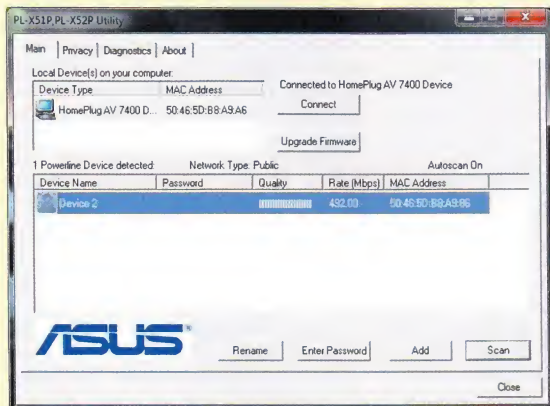 PL-X51P,PL-X52P Utility
Main Privacy Diagnostics About
Local Device(s) on your computer:
Device Type MAC Address
HomePlug AV 7400 D... 50:46:5D:B8:A9:A6
Connected to HomePlug AV 7400 Device
Connect
Upgrade Firmware
1 Powerline Device detected: Network Type: Public Autoscan On
Device Name Password Quality Rate (Mbps) MAC Address
Device 2 492.00 50:46:5D:B8:A9:86
ASUS
Rename Enter Password Add Scan
Close